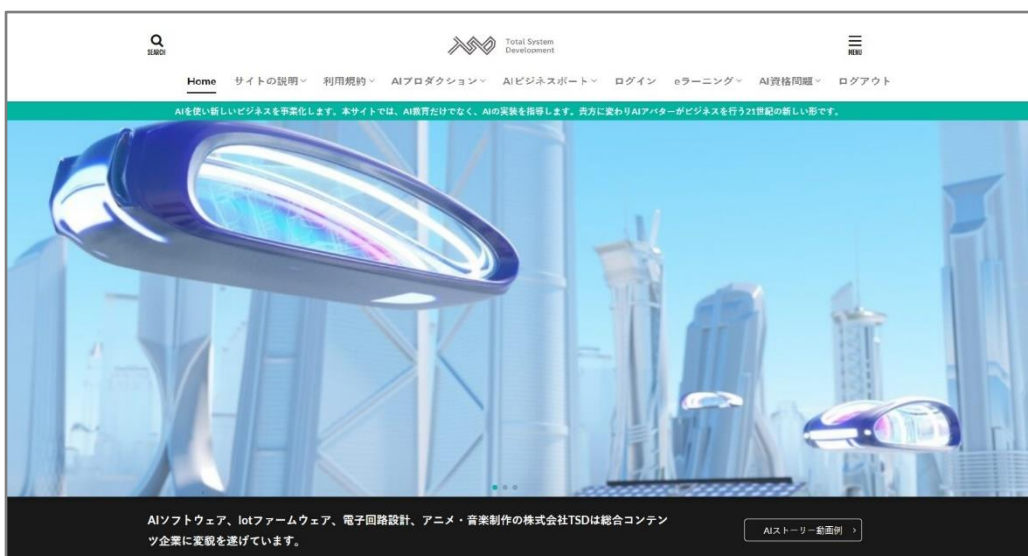 SEARCH
Total System
Development
MENU
Home サイトの説明 利用規約 AIプロダクション AIビジネスポート ログイン eラーニング AI資格問題 ログアウト
AIを使い新しいビジネスを事業化します。本サイトでは、AI教育だけでなく、AIの実装を指導します。貴方に変わりAIアバターがビジネスを行う21世紀の新しい形です。
AIソフトウェア、Iotファームウェア、電子回路設計、アニメ・音楽制作の株式会社TSDは総合コンテン
ツ企業に変貌を遂げています。
AIストーリー動画例